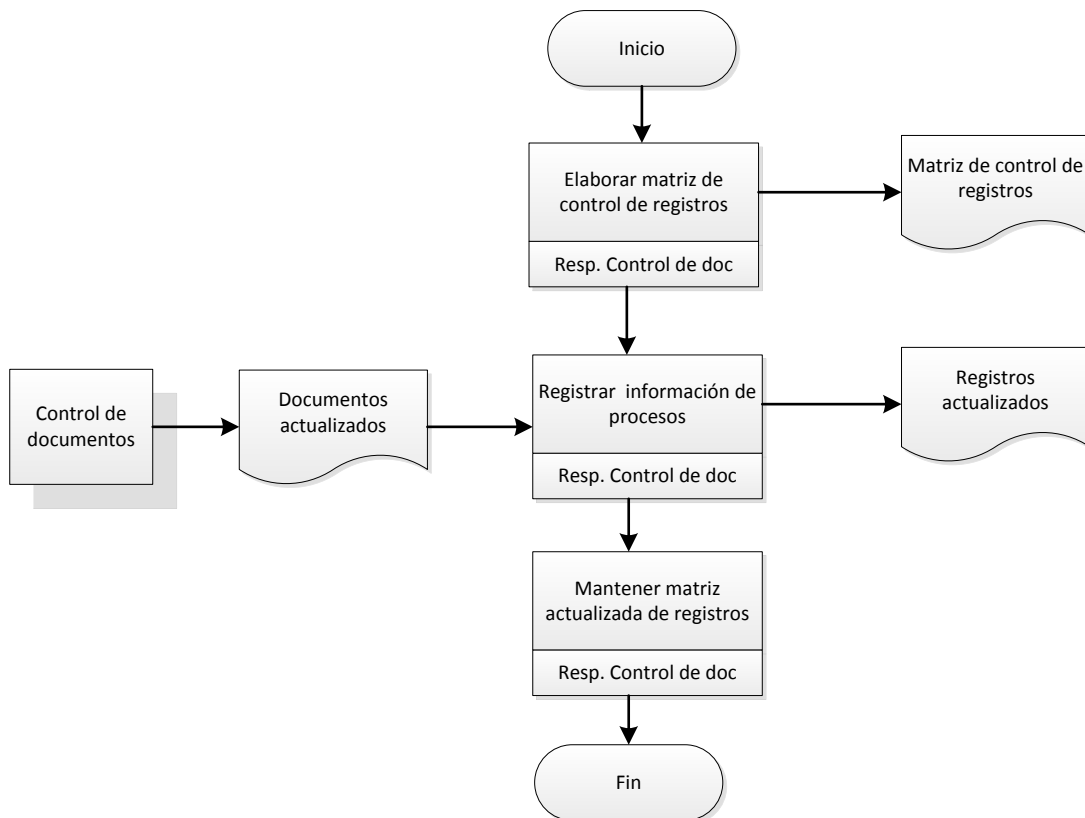 Inicio
Elaborar matriz de
control de registros
Resp. Control de doc
Matriz de control de
registros
Control de
documentos
Documentos
actualizados
Registrar información de
procesos
Resp. Control de doc
Registros
actualizados
Mantener matriz
actualizada de registros
Resp. Control de doc
Fin